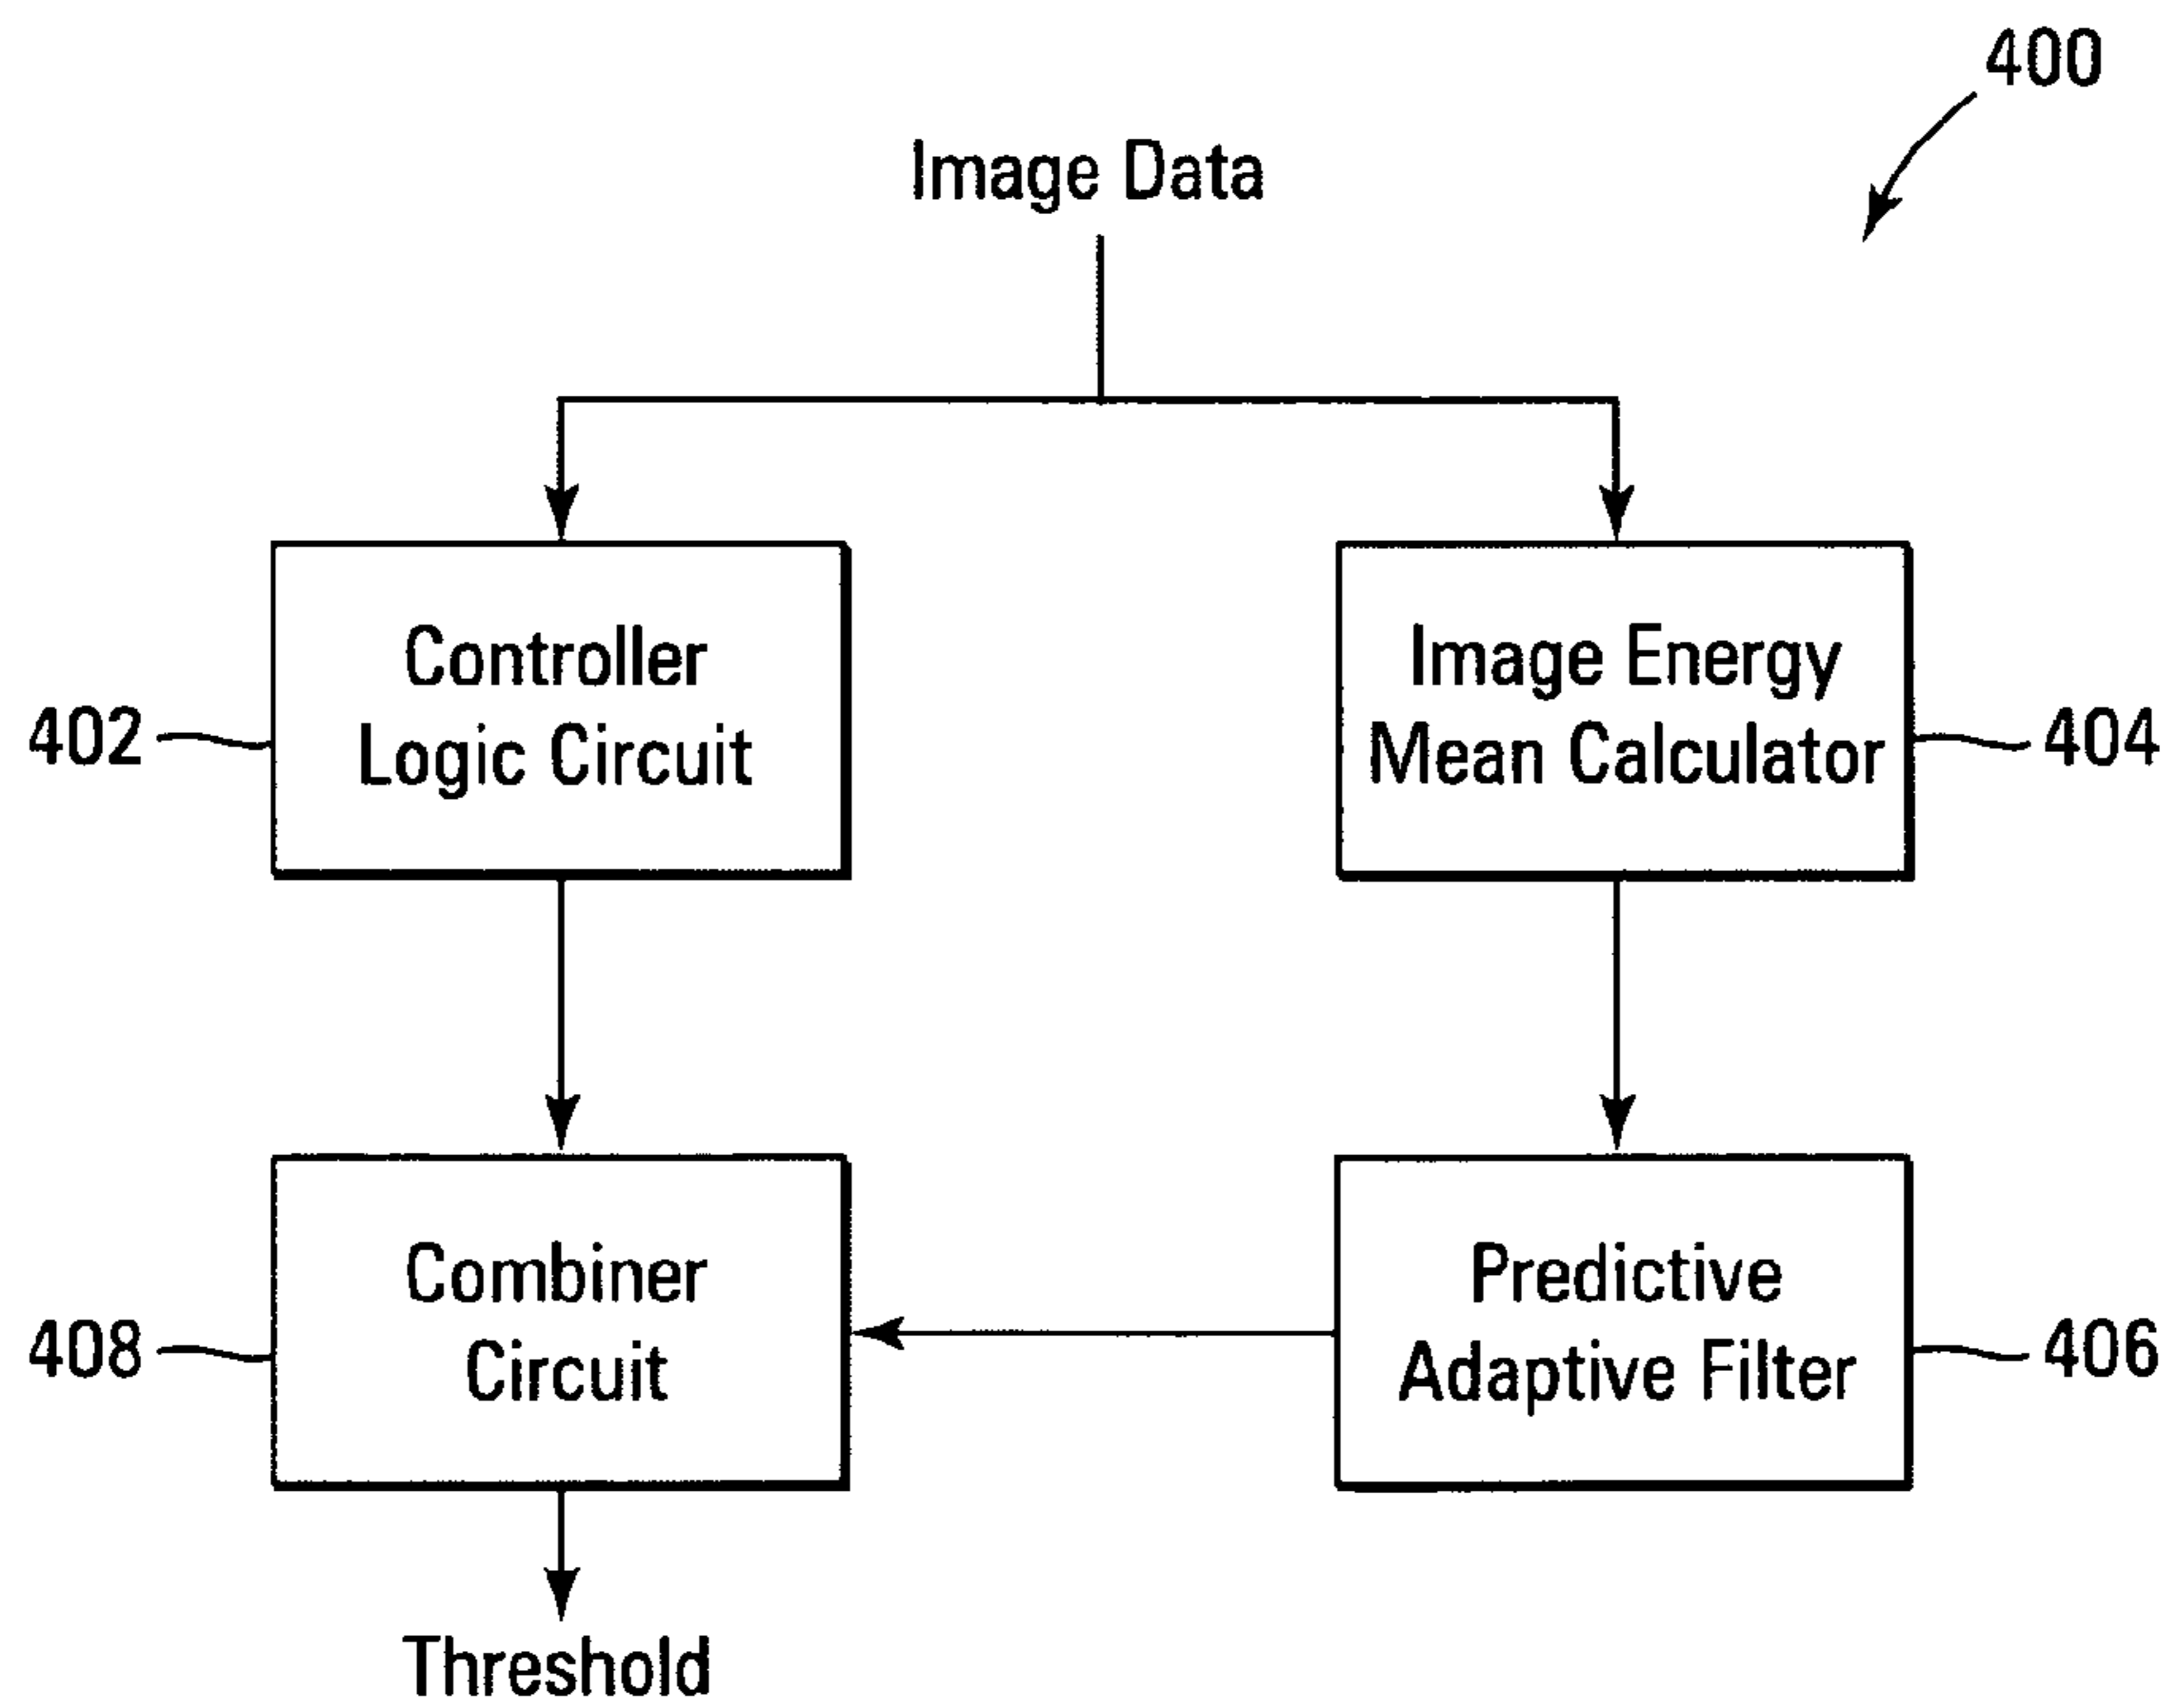 400
Image Data
Controller
Logic Circuit
402
Image Energy
Mean Calculator
404
Combiner
Circuit
408
Predictive
Adaptive Filter
406
Threshold